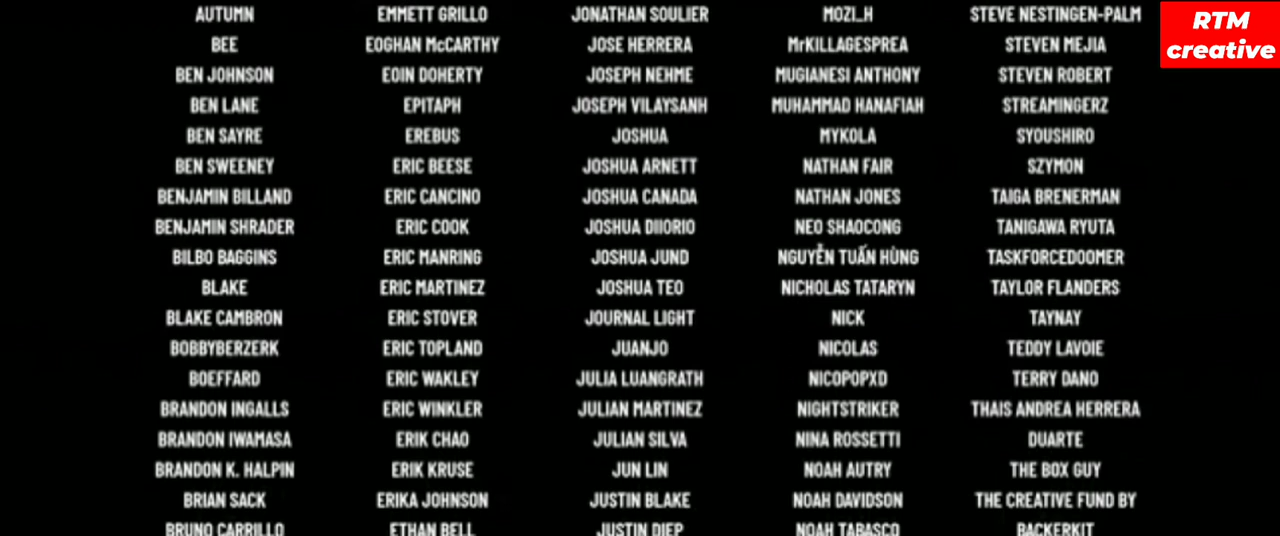 AUTUMN
BEE
BEN JOHNSON
BEN LANE
BEN SAYRE
BEN SWEENEY
BENJAMIN BILLAND
BENJAMIN SHRADER
BILBO BAGGINS
BLAKE
BLAKE CAMBRON
BOBBYBERZERK
BOEFFARD
BRANDON INGALLS
BRANDON IWAMASA
BRANDON K. HALPIN
BRIAN SACK
BRUNO CARRILLO
EMMETT GRILLO
EOGHAN McCARTHY
EOIN DOHERTY
EPITAPH
EREBUS
ERIC BEESE
ERIC CANCINO
ERIC COOK
ERIC MANRING
ERIC MARTINEZ
ERIC STOVER
ERIC TOPLAND
ERIC WAKLEY
ERIC WINKLER
ERIK CHAO
ERIK KRUSE
ERIKA JOHNSON
ETHAN BELL
JONATHAN SOULIER
JOSE HERRERA
JOSEPH NEHME
JOSEPH VILAYSANH
JOSHUA
JOSHUA ARNETT
JOSHUA CANADA
JOSHUA DIIORIO
JOSHUA JUND
JOSHUA TEO
JOURNAL LIGHT
JUANJO
JULIA LUANGRATH
JULIAN MARTINEZ
JULIAN SILVA
JUN LIN
JUSTIN BLAKE
JUSTIN DIEP
MOZI_H
MrKILLAGESPREA
MUGIANESI ANTHONY
MUHAMMAD HANAFIAH
MYKOLA
NATHAN FAIR
NATHAN JONES
NEO SHAOCONG
NGUYỄN TUẤN HÙNG
NICHOLAS TATARYN
NICK
NICOLAS
NICOPOPXD
NIGHTSTRIKER
NINA ROSSETTI
NOAH AUTRY
NOAH DAVIDSON
NOAH TABASCO
STEVE NESTINGEN-PALM
STEVEN MEJIA
STEVEN ROBERT
STREAMINGERZ
SYOUSHIRO
SZYMON
TAIGA BRENERMAN
TANIGAWA RYUTA
TASKFORCEDOOMER
TAYLOR FLANDERS
TAYNAY
TEDDY LAVOIE
TERRY DANO
THAIS ANDREA HERRERA
DUARTE
THE BOX GUY
THE CREATIVE FUND BY
BACKERKIT
RTM
creative